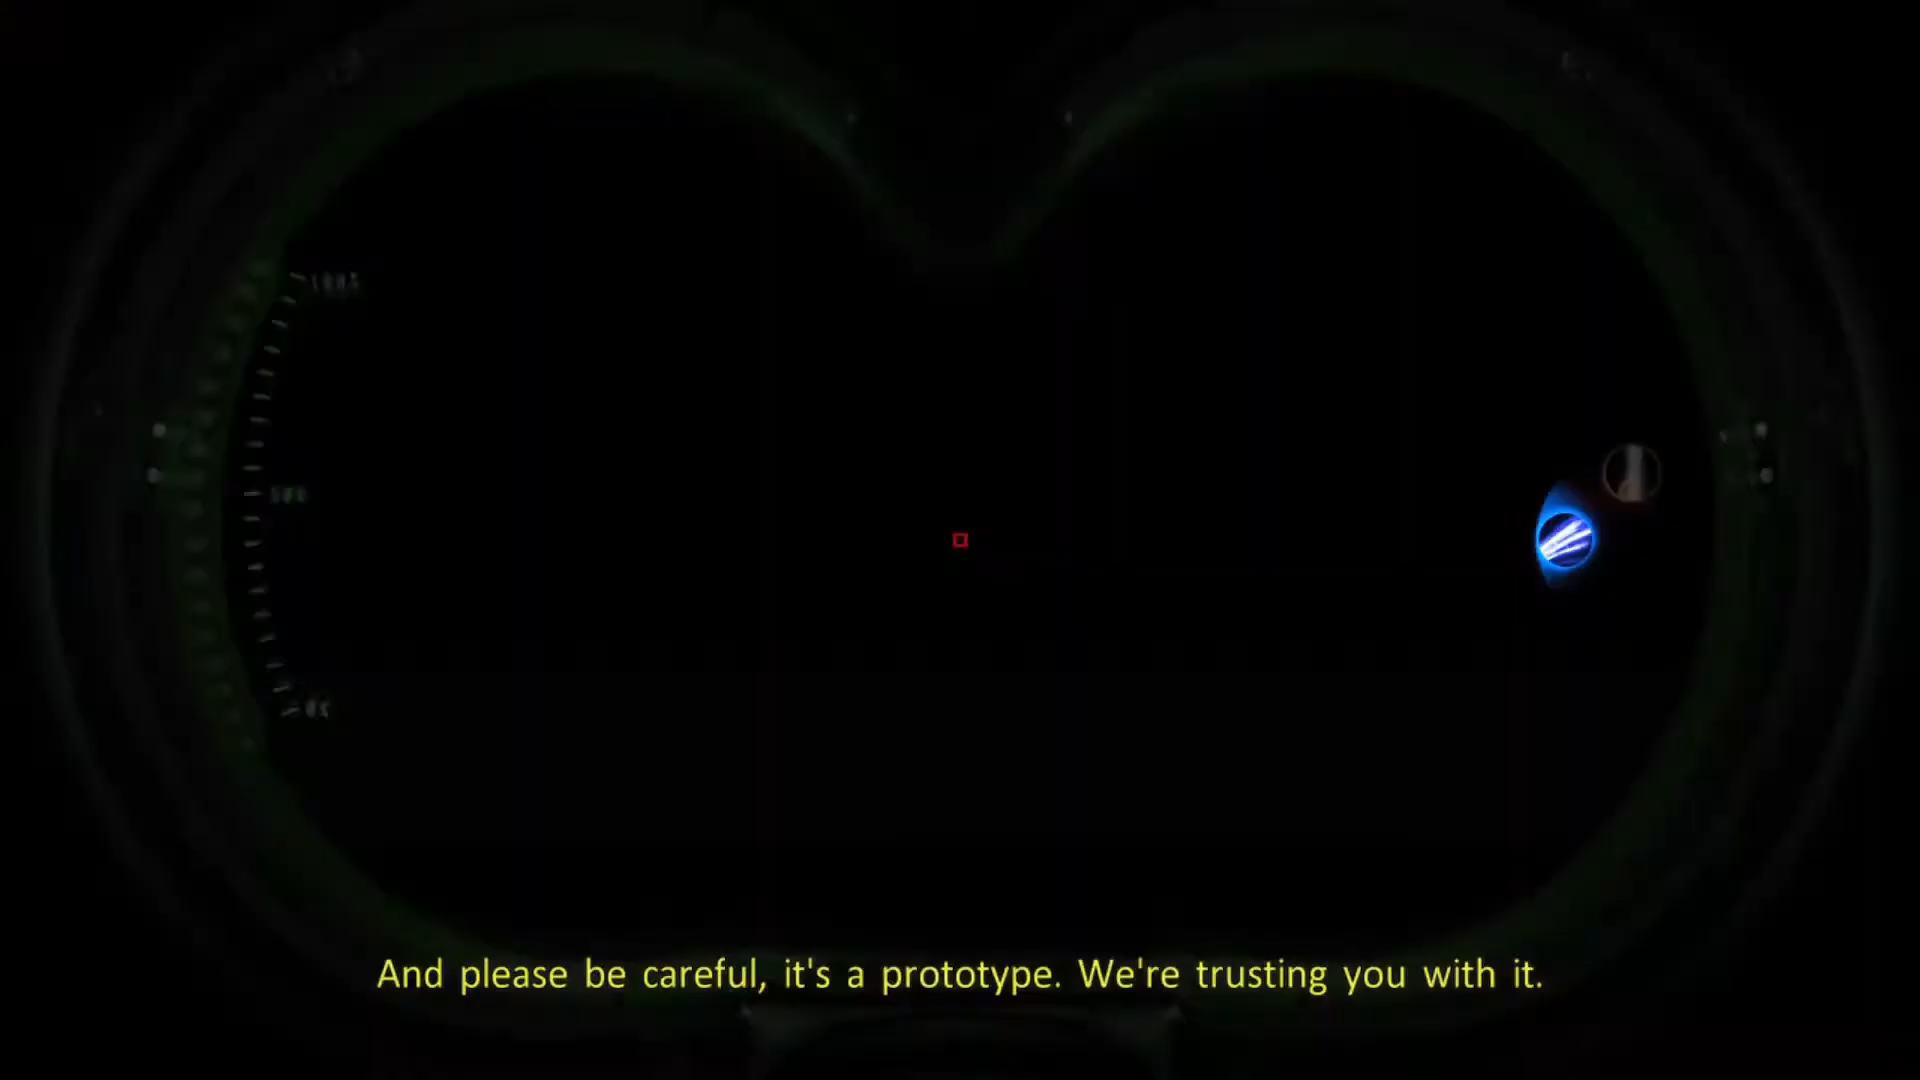 And please be careful, it's a prototype. We're trusting you with it.